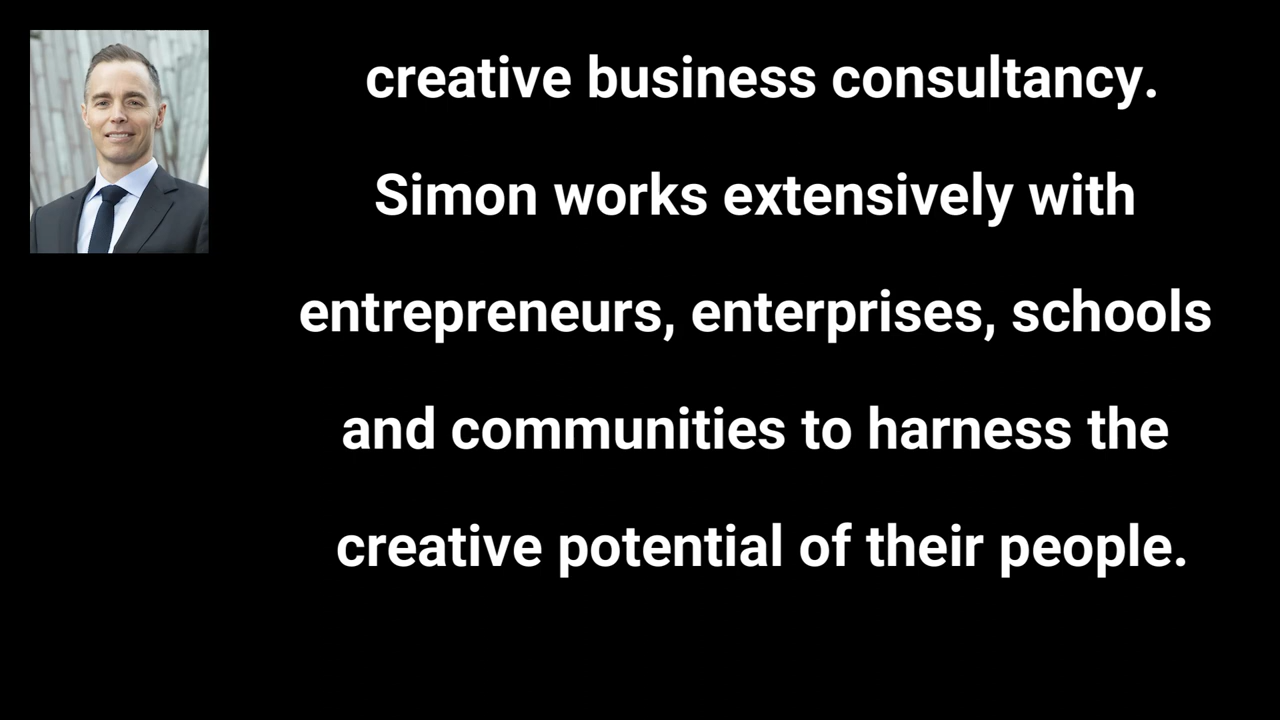 creative business consultancy.
Simon works extensively with
entrepreneurs, enterprises, schools
and communities to harness the
creative potential of their people.